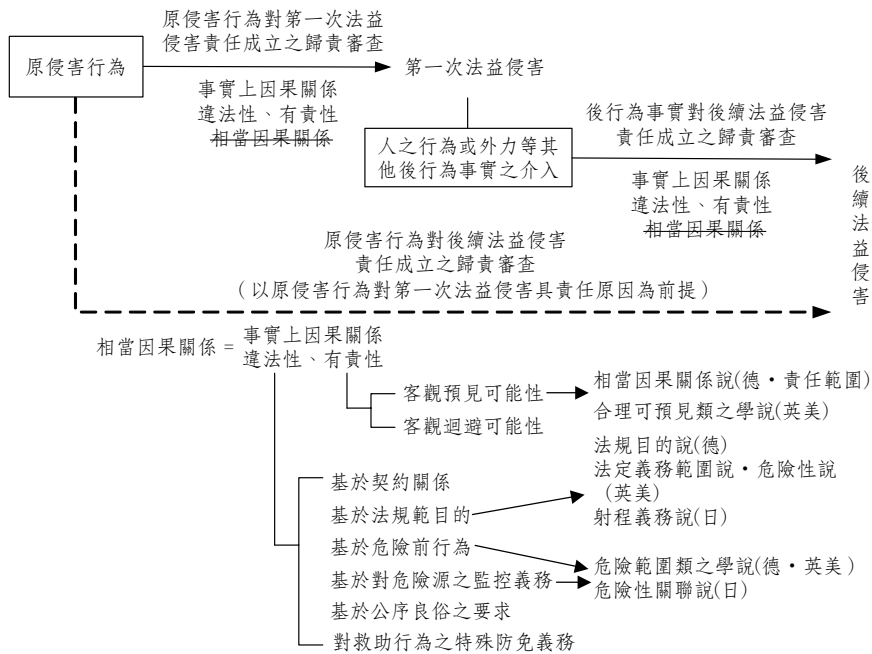 原侵害行為對第一次法益
侵害責任成立之歸責審查
原侵害行為
第一次法益侵害
事實上因果關係
違法性、有責性
相當因果關係
人之行為或外力等其
他後行為事實之介入
後行為事實對後續法益侵害
責任成立之歸責審查
事實上因果關係
違法性、有責性
相當因果關係
後續法益侵害
原侵害行為對後續法益侵害
責任成立之歸責審查
（以原侵害行為對第一次法益侵害具責任原因為前提）
相當因果關係 = 事實上因果關係
違法性、有責性
客觀預見可能性
客觀迴避可能性
相當因果關係說(德・責任範圍)
合理可預見類之學說(英美)
法規目的說(德)
法定義務範圍說・危險性說
（英美）
射程義務說(日)
基於契約關係
基於法規範目的
基於危險前行為
基於對危險源之監控義務
基於公序良俗之要求
對救助行為之特殊防免義務
危險範圍類之學說(德・英美）
危險性關聯說(日)